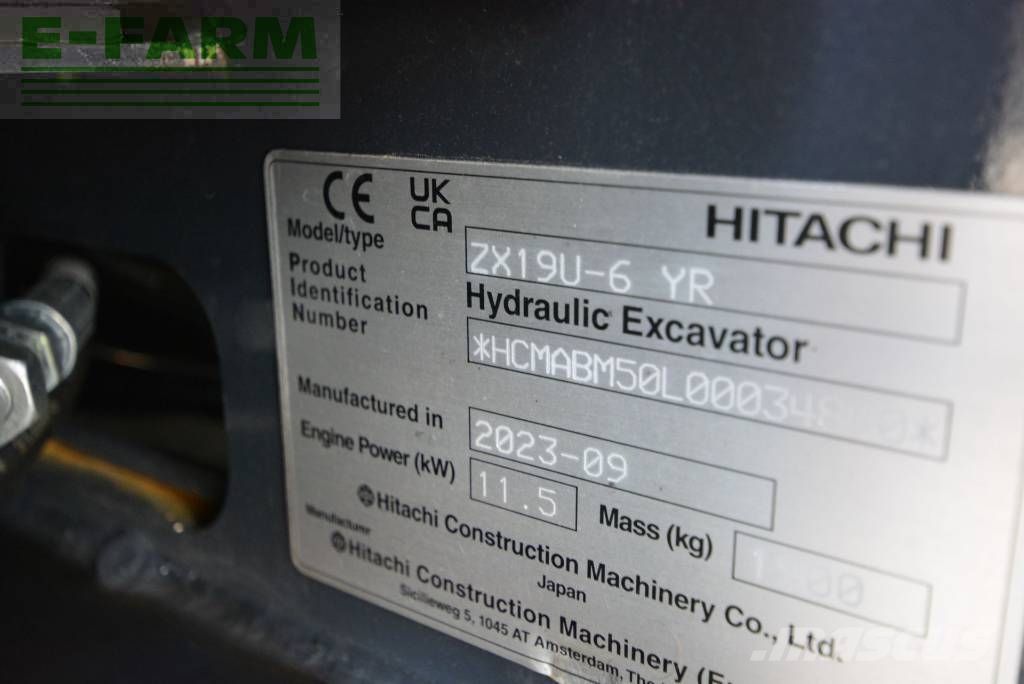 E-FARM
CE UK CA HITACHI
Model/type ZX19U-6 YR
Hydraulic Excavator
Product
Identification
Number
Manufactured in 2023-09
Engine Power (kW) 11.5 Mass (kg)
Hitachi Construction Machinery Co., Ltd.
Japan
Manufacturer
Hitachi Construction Machinery
Sicilieweg 5, 1045 AT Amsterdam,
MASCUS